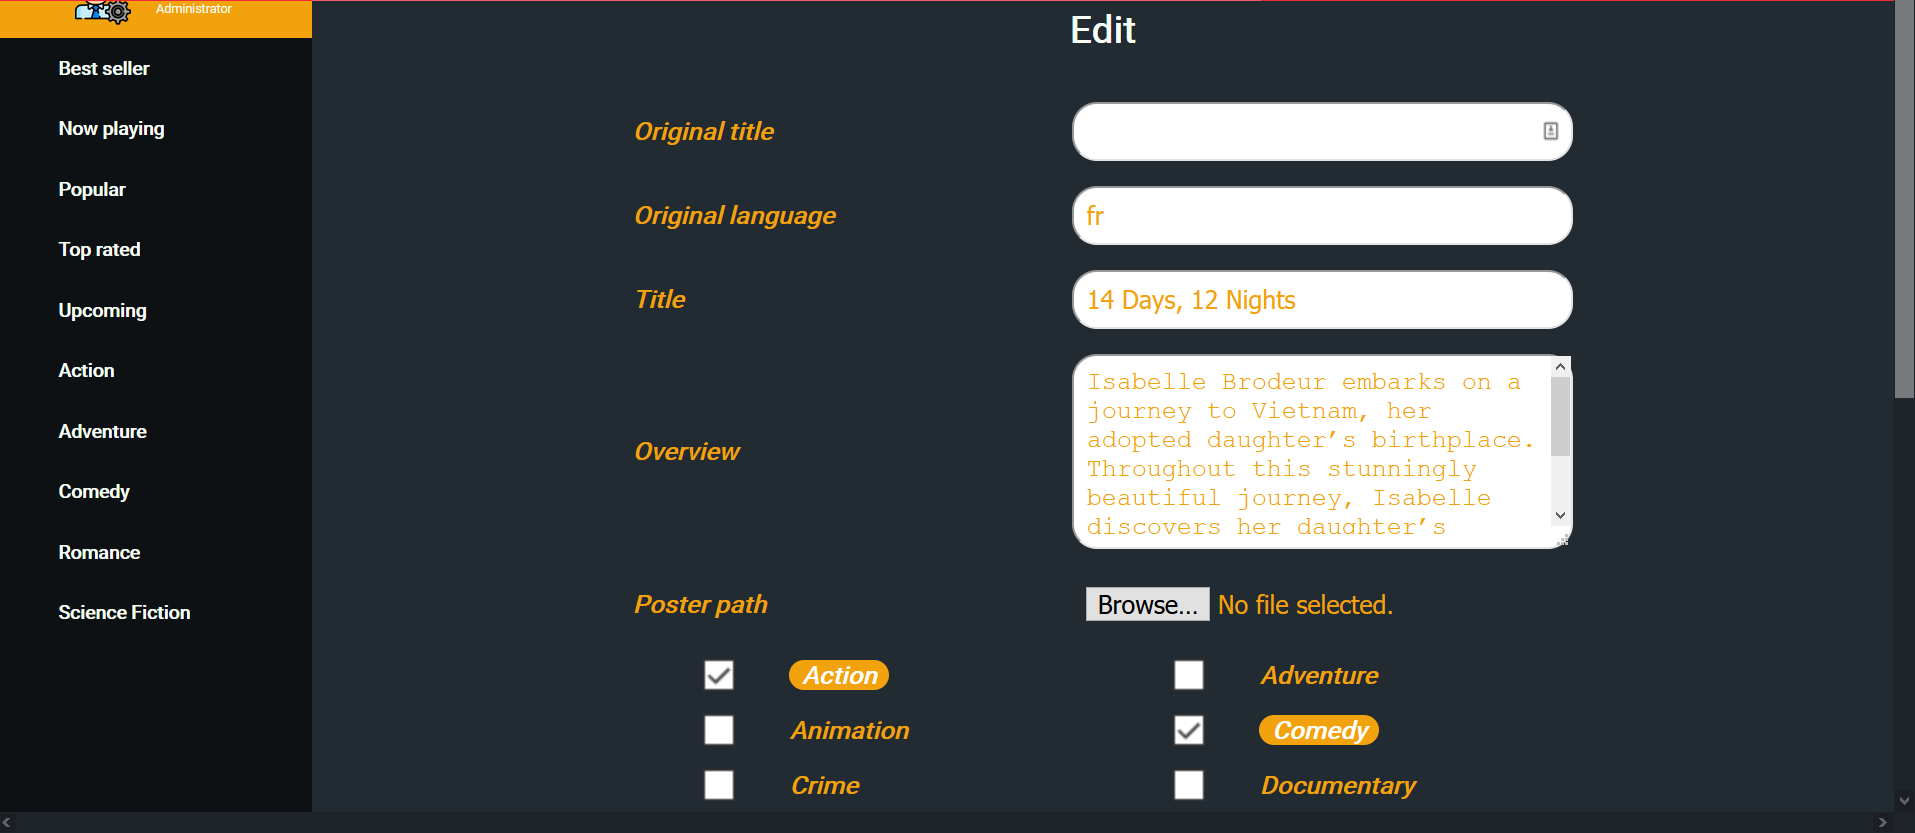 Administrator
Best seller
Now playing
Popular
Top rated
Upcoming
Action
Adventure
Comedy
Romance
Science Fiction
Edit
Original title
Original language
fr
Title
14 Days, 12 Nights
Overview
Isabelle Brodeur embarks on a
journey to Vietnam, her
adopted daughter’s birthplace.
Throughout this stunningly
beautiful journey, Isabelle
discovers her daughter’s
Poster path
Browse... No file selected.
Action
Adventure
Animation
Comedy
Crime
Documentary